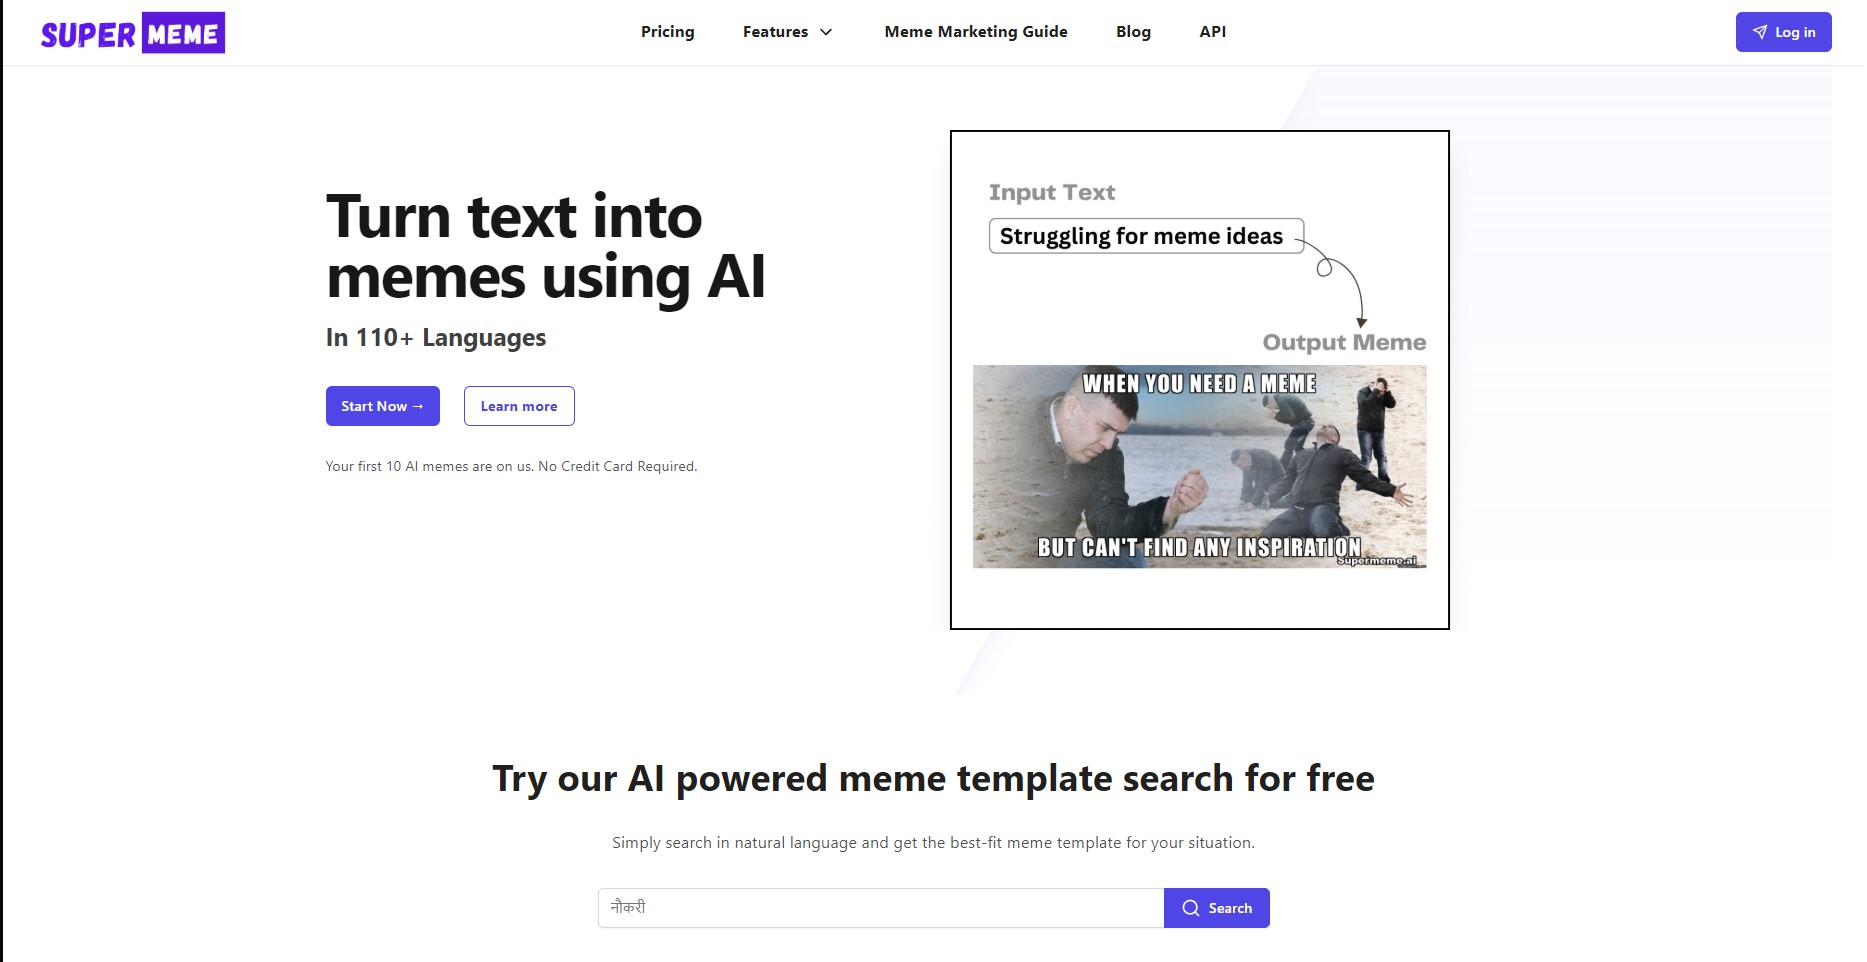 SUPER MEME
Pricing
Features
Meme Marketing Guide
Blog
API
Log in
Turn text into
memes using AI
In 110+ Languages
Start Now →
Learn more
Your first 10 AI memes are on us. No Credit Card Required.
Input Text
Struggling for meme ideas
Output Meme
WHEN YOU NEED A MEME
BUT CAN'T FIND ANY INSPIRATION
Supermeme.ai
Try our AI powered meme template search for free
Simply search in natural language and get the best-fit meme template for your situation.
नौकरी
Search